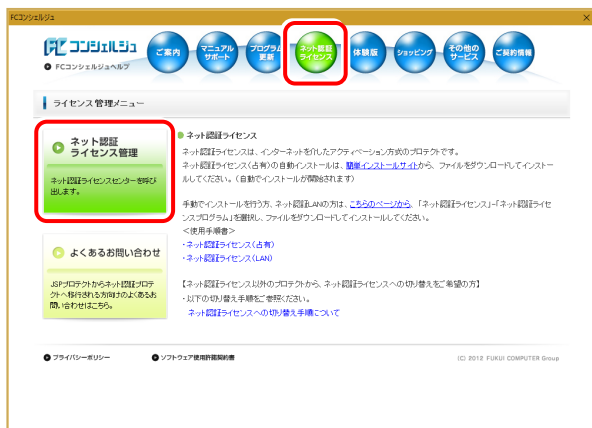 FCコンシェルジュ
×
FC コンシェルジュ
FCコンシェルジュヘルプ
ご案内
マニュアル
サポート
プログラム
更新
ネット認証
ライセンス
体験版
ショッピング
その他の
サービス
ご契約情報
ライセンス管理メニュー
ネット認証
ライセンス管理
ネット認証ライセンスセンターを呼び
出します。
よくあるお問い合わせ
JSPプロテクトからネット認証プロテ
クトへ移行される方向けのよくあるお
問い合わせはこちら。
ネット認証ライセンス
ネット認証ライセンスは、インターネットを介したアクティベーション方式のプロテクトです。
ネット認証ライセンス(占有)の自動インストールは、簡単インストールサイトから、ファイルをダウンロードしてインストー
ルしてください。(自動でインストールが開始されます)
手動でインストールを行う方、ネット認証LANの方は、こちらのページから、「ネット認証ライセンス」-「ネット認証ライセ
ンスプログラム」を選択し、ファイルをダウンロードしてインストールしてください。
<使用手順書>
・ネット認証ライセンス(占有)
・ネット認証ライセンス(LAN)
【ネット認証ライセンス以外のプロテクトから、ネット認証ライセンスへの切り替えをご希望の方】
・以下の切り替え手順をご参照ください。
ネット認証ライセンスへの切り替え手順について
プライバシーポリシー
ソフトウェア使用許諾契約書
(C) 2012 FUKUI COMPUTER Group